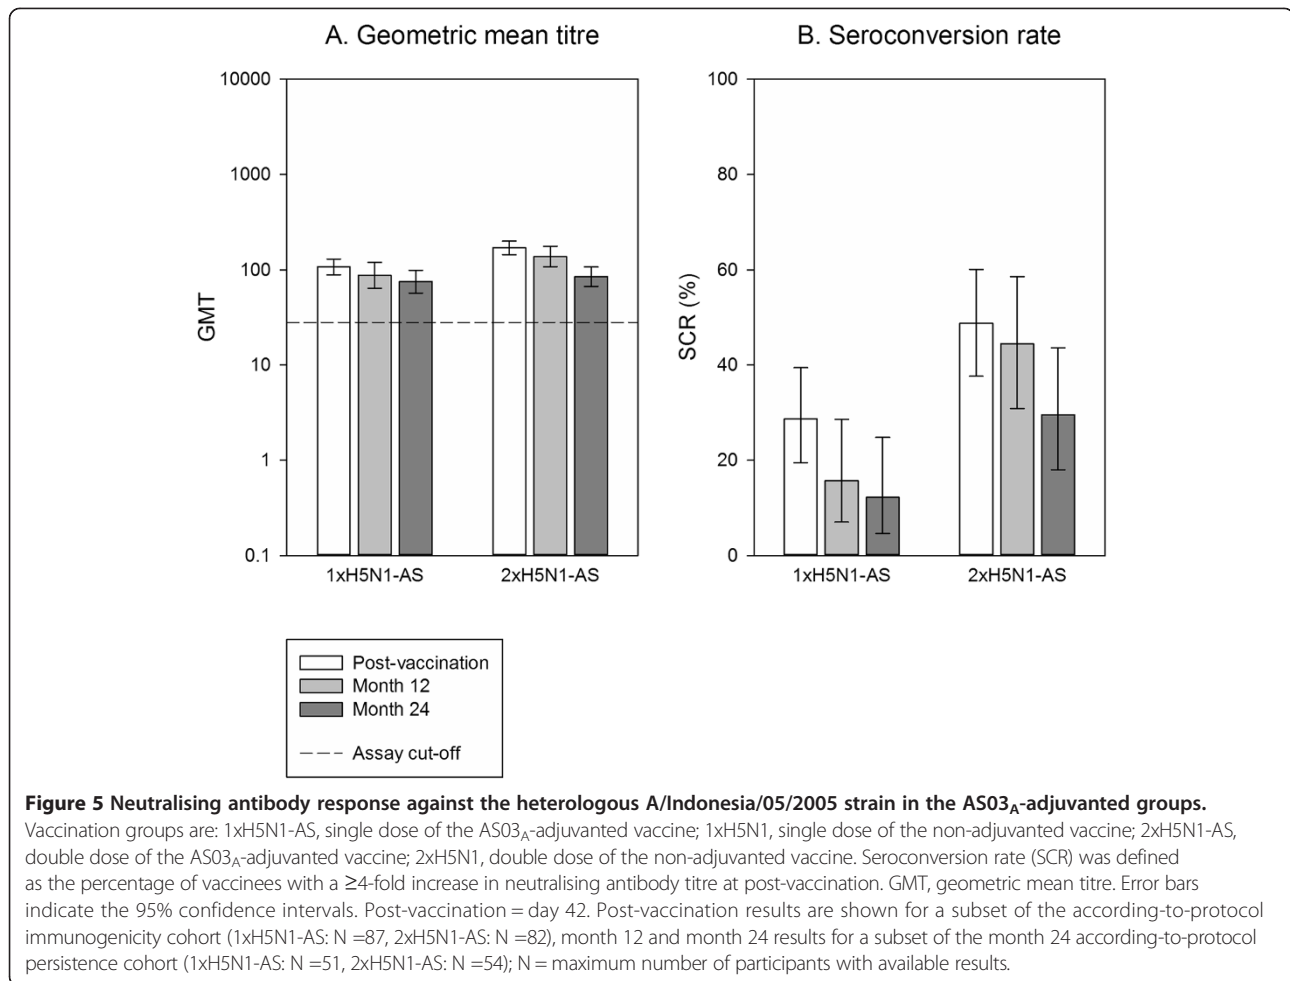 A. Geometric mean titre
B. Seroconversion rate
10000
1000
100
10
1
0.1
GMT
1xH5N1-AS
2xH5N1-AS
100
80
60
40
20
0
SCR (%)
1xH5N1-AS
2xH5N1-AS
Post-vaccination
Month 12
Month 24
Assay cut-off
Figure 5 Neutralising antibody response against the heterologous A/Indonesia/05/2005 strain in the AS03A-adjuvanted groups.
Vaccination groups are: 1xH5N1-AS, single dose of the AS03A-adjuvanted vaccine; 1xH5N1, single dose of the non-adjuvanted vaccine; 2xH5N1-AS,
double dose of the AS03A-adjuvanted vaccine; 2xH5N1, double dose of the non-adjuvanted vaccine. Seroconversion rate (SCR) was defined
as the percentage of vaccinees with a ≥4-fold increase in neutralising antibody titre at post-vaccination. GMT, geometric mean titre. Error bars
indicate the 95% confidence intervals. Post-vaccination = day 42. Post-vaccination results are shown for a subset of the according-to-protocol
immunogenicity cohort (1xH5N1-AS: N =87, 2xH5N1-AS: N =82), month 12 and month 24 results for a subset of the month 24 according-to-protocol
persistence cohort (1xH5N1-AS: N =51, 2xH5N1-AS: N =54); N = maximum number of participants with available results.